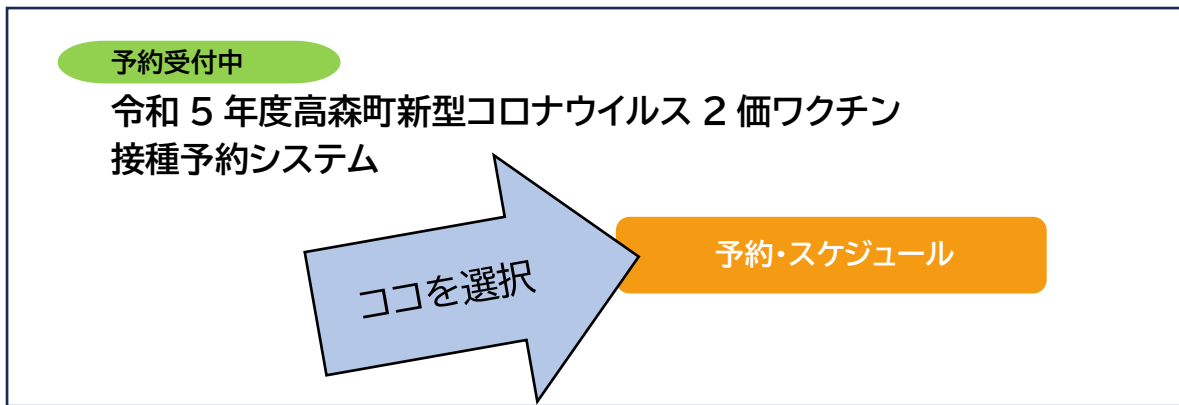 予約受付中
令和 5 年度高森町新型コロナウイルス 2 価ワクチン
接種予約システム
予約・スケジュール
ココを選択